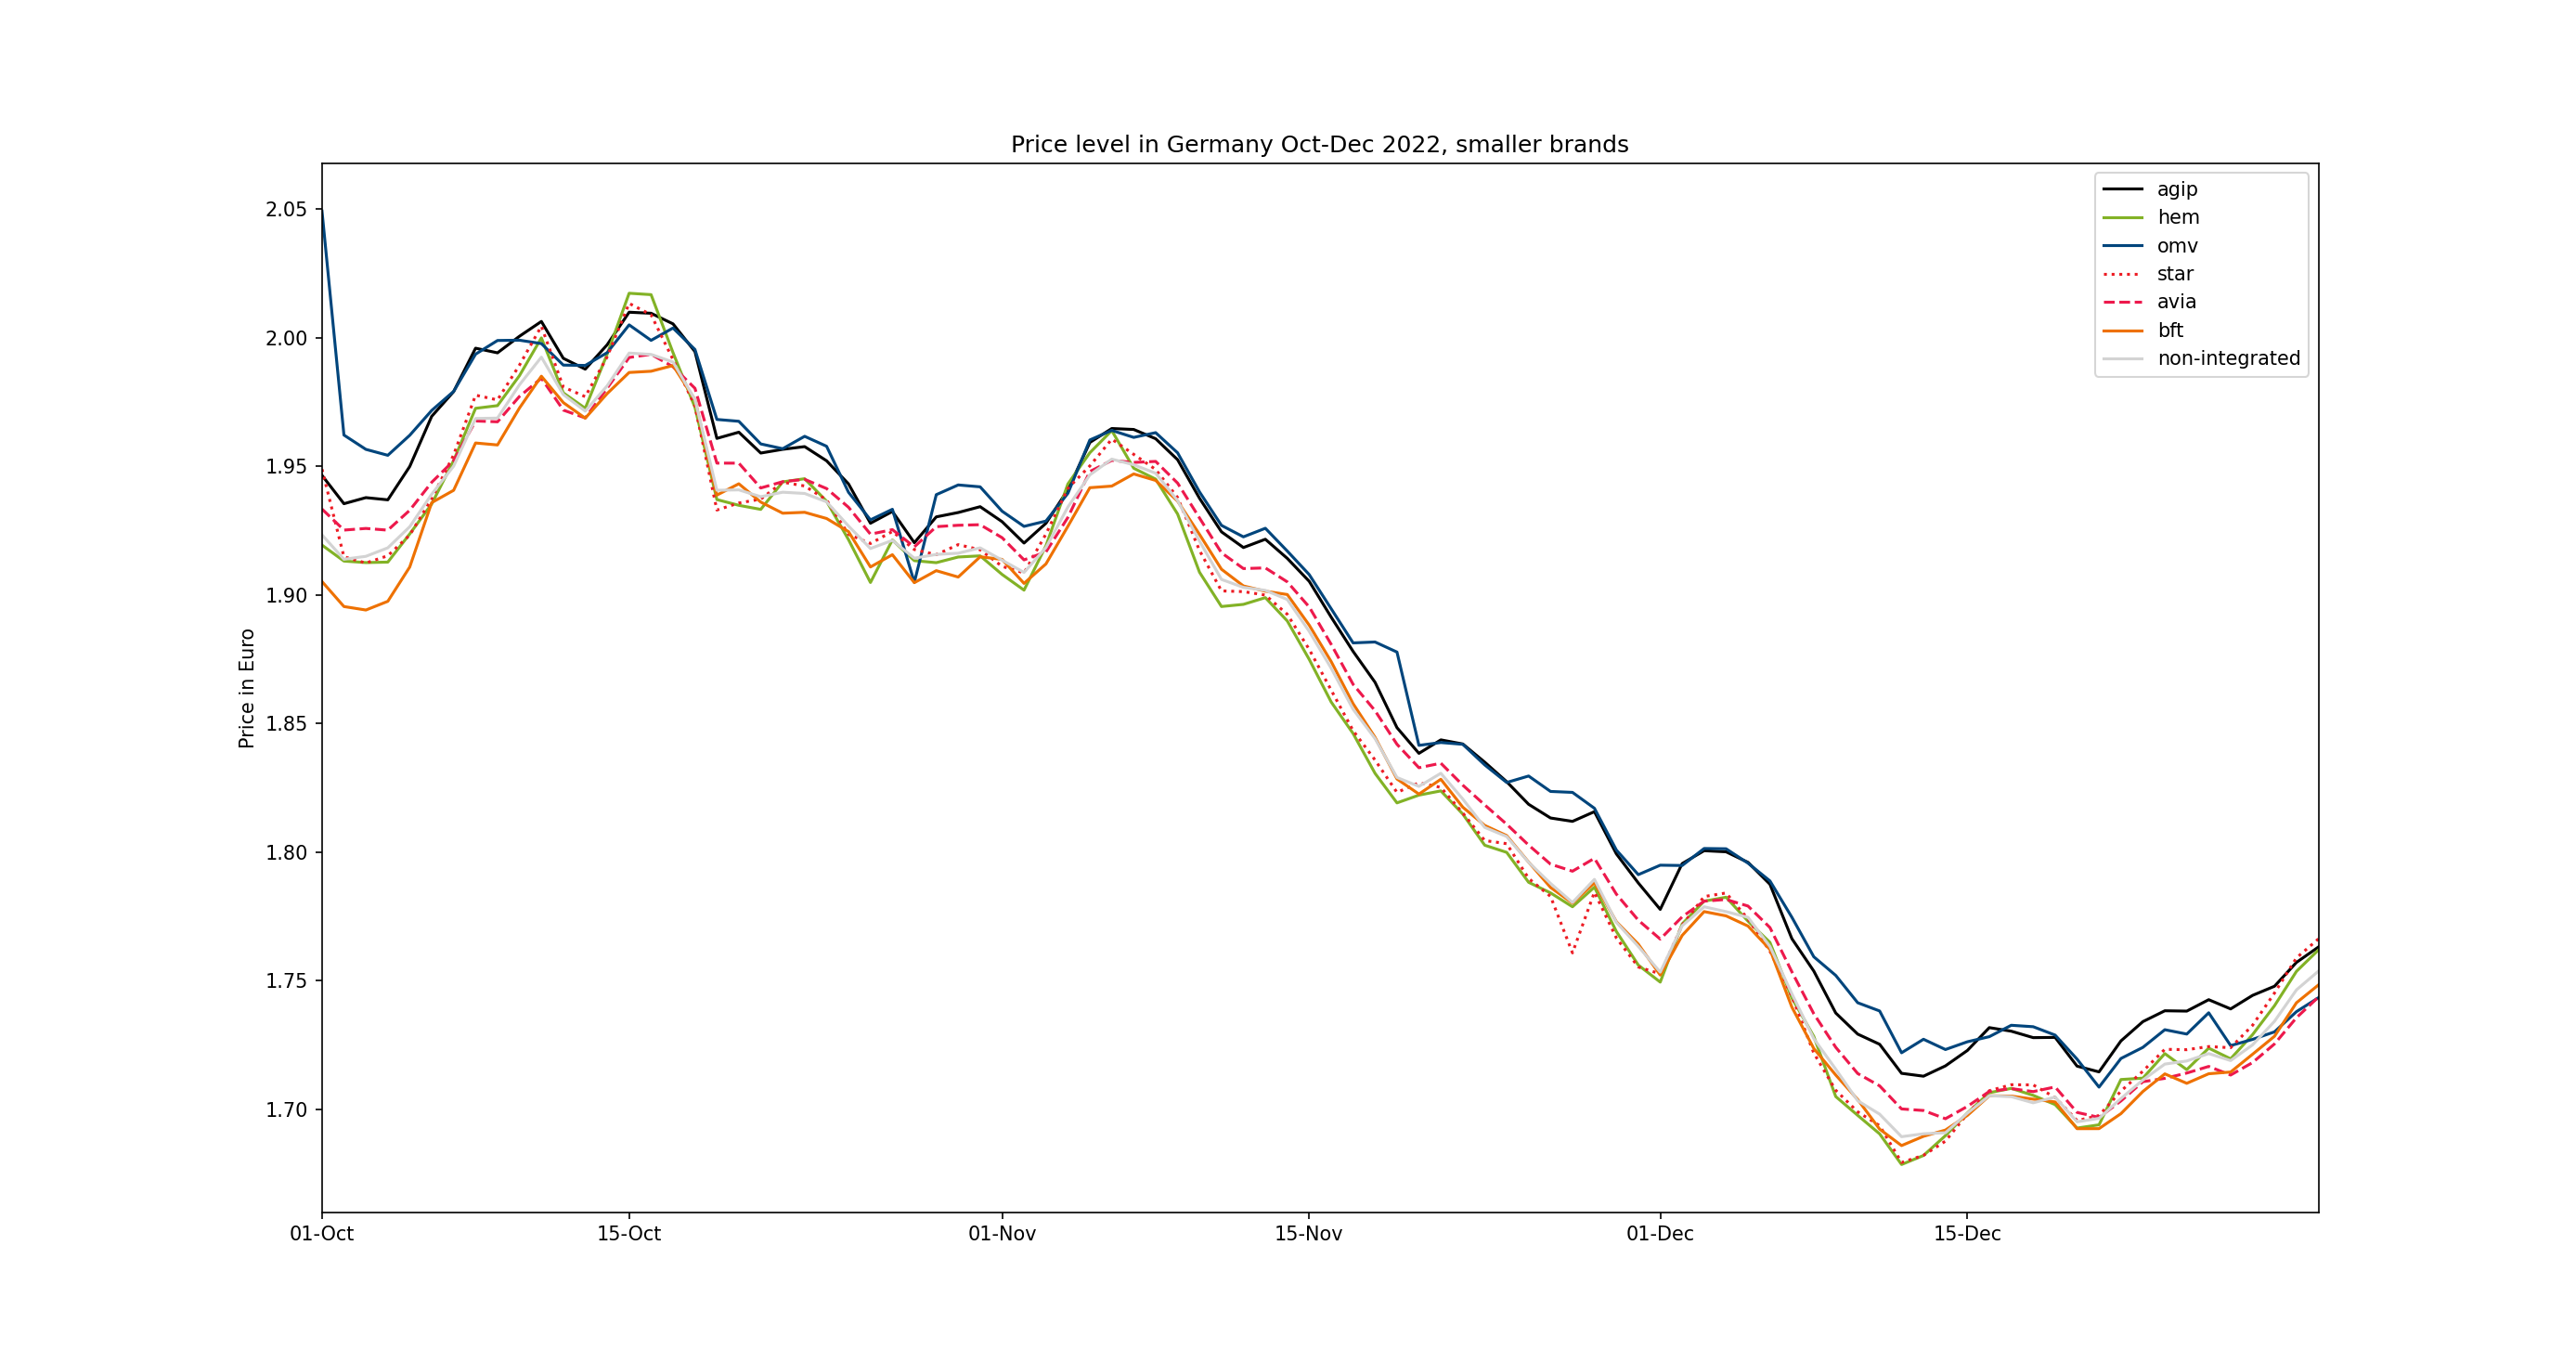 Price level in Germany Oct-Dec 2022, smaller brands
agip
hem
omv
star
avia
bft
non-integrated
Price in Euro
2.05
2.00
1.95
1.90
1.85
1.80
1.75
1.70
01-Oct 15-Oct 01-Nov 15-Nov 01-Dec 15-Dec